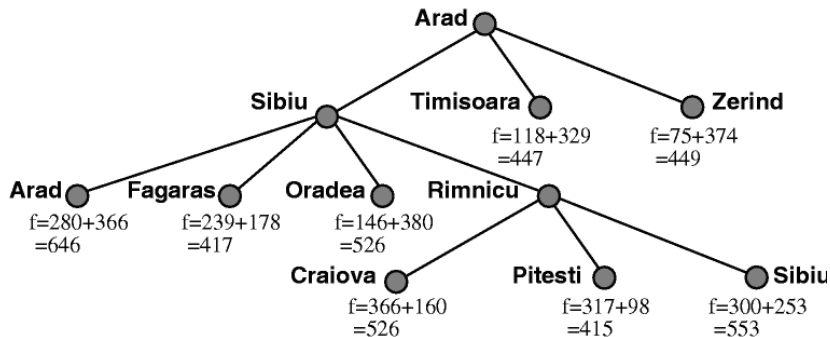 Arad
Sibiu
Timisoara
Zerind
f=118+329
=447
f=75+374
=449
Arad
Fagaras
Oradea
Rimnicu
f=280+366
=646
f=239+178
=417
f=146+380
=526
Craiova
Pitesti
Sibiu
f=366+160
=526
f=317+98
=415
f=300+253
=553